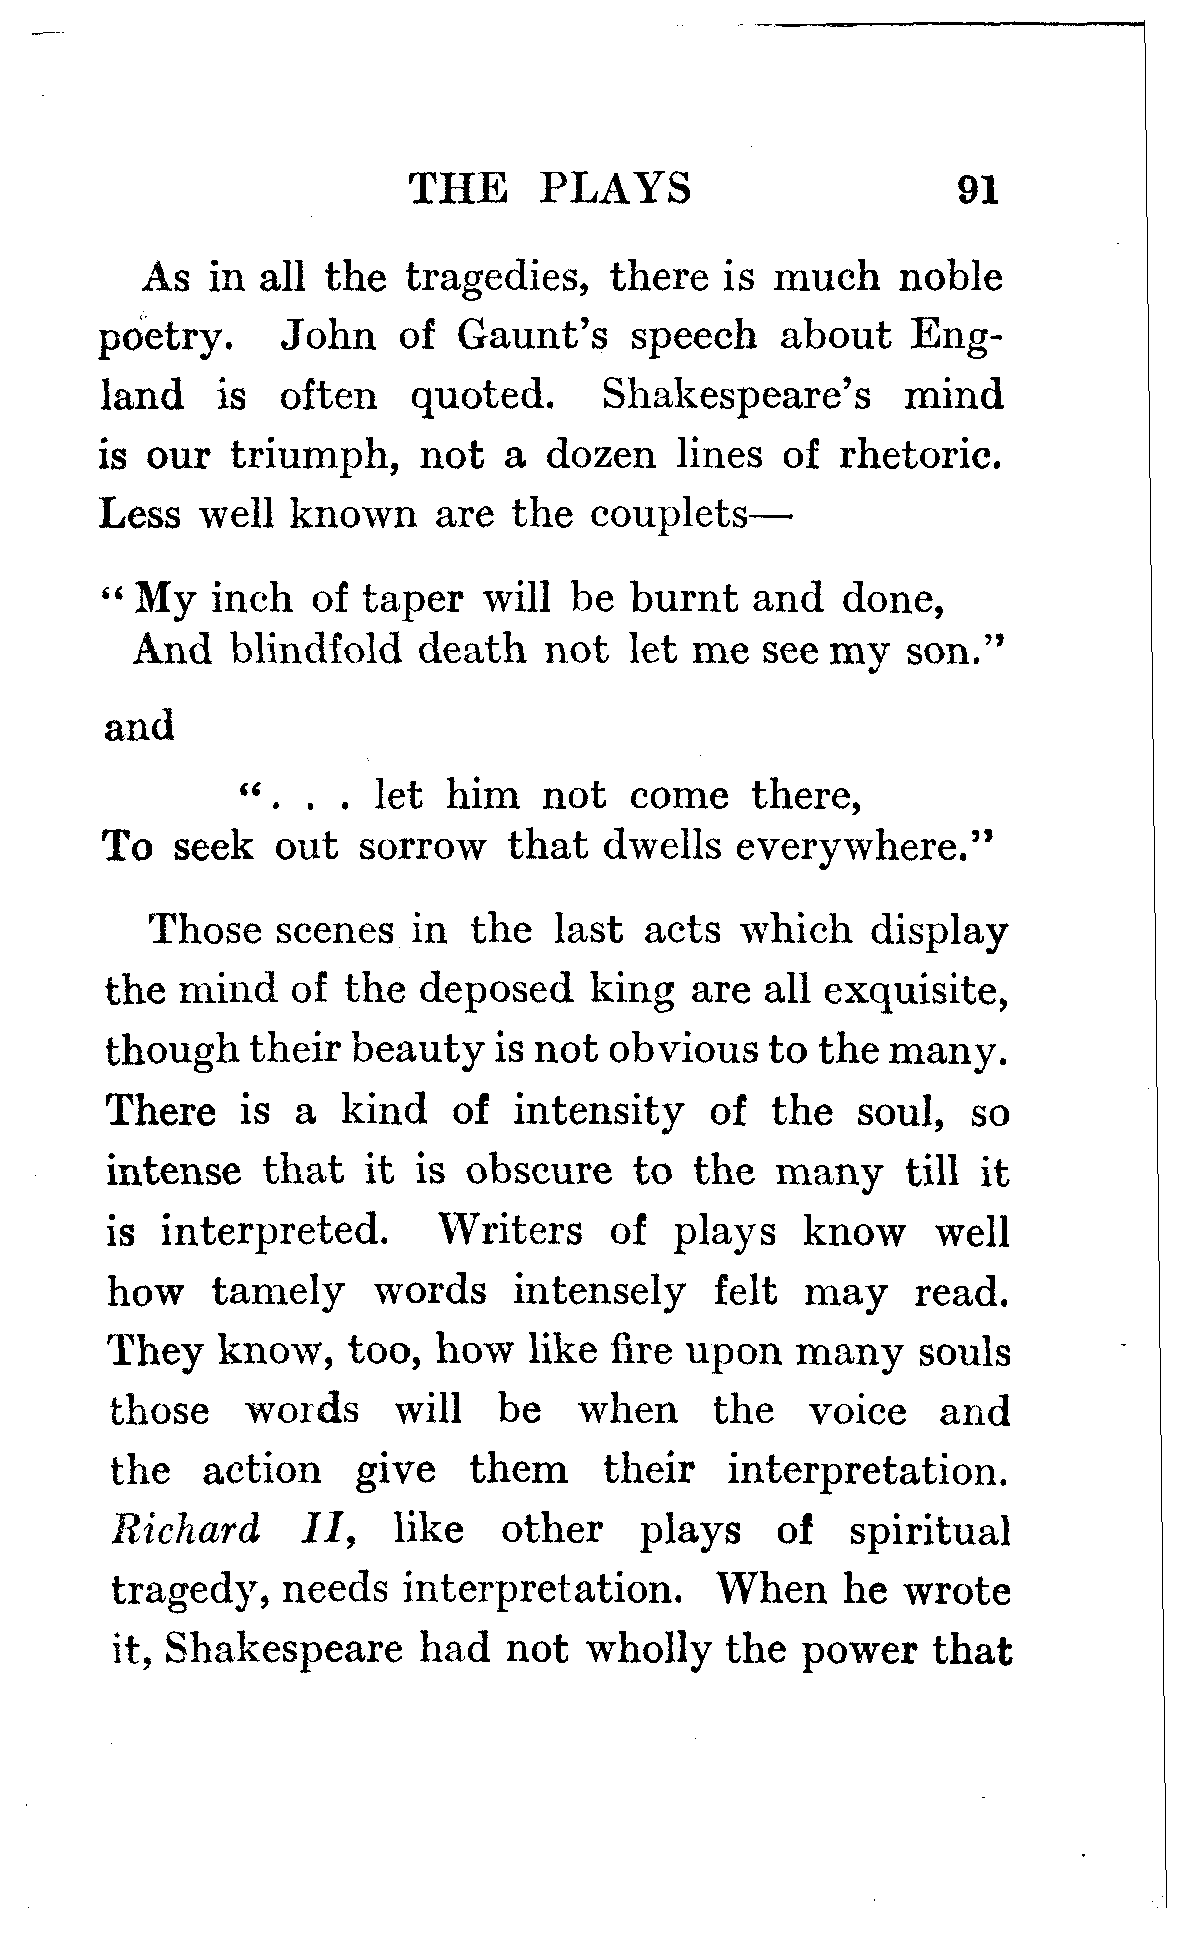 THE PLAYS 91
As in all the tragedies, there is much noble
poetry. John of Gaunt's speech about Eng-
land is often quoted. Shakespeare's mind
is our triumph, not a dozen lines of rhetoric.
Less well known are the couplets—
"My inch of taper will be burnt and done,
And blindfold death not let me see my son."
and
". . . let him not come there,
To seek out sorrow that dwells everywhere."
Those scenes in the last acts which display
the mind of the deposed king are all exquisite,
though their beauty is not obvious to the many.
There is a kind of intensity of the soul, so
intense that it is obscure to the many till it
is interpreted. Writers of plays know well
how tamely words intensely felt may read.
They know, too, how like fire upon many souls
those words will be when the voice and
the action give them their interpretation.
Richard II, like other plays of spiritual
tragedy, needs interpretation. When he wrote
it, Shakespeare had not wholly the power that